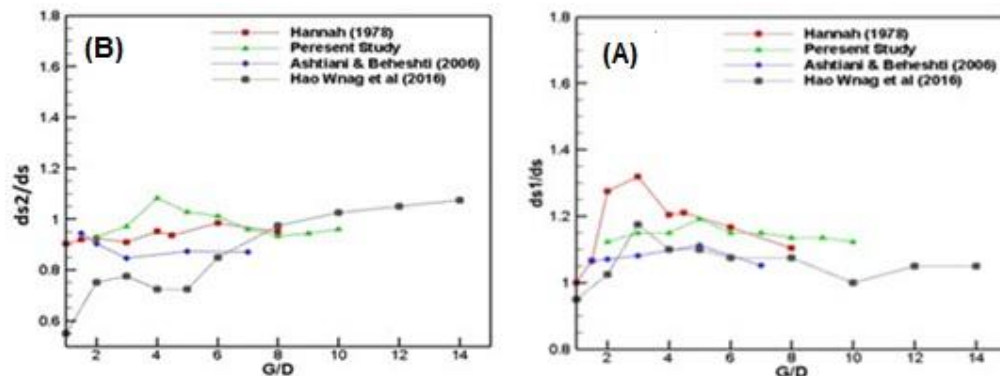 (B)
Hannah (1978)
Peresent Study
Ashtiani & Beheshti (2006)
Hao Wnag et al (2016)
1.8
1.6
1.4
1.2
1
0.8
0.6
ds2/ds
2 4 6 8 10 12 14
G/D
(A)
Hannah (1978)
Peresent Study
Ashtiani & Beheshti (2006)
Hao Wnag et al (2016)
1.8
1.6
1.4
1.2
1
0.8
ds1/ds
2 4 6 8 10 12 14
G/D